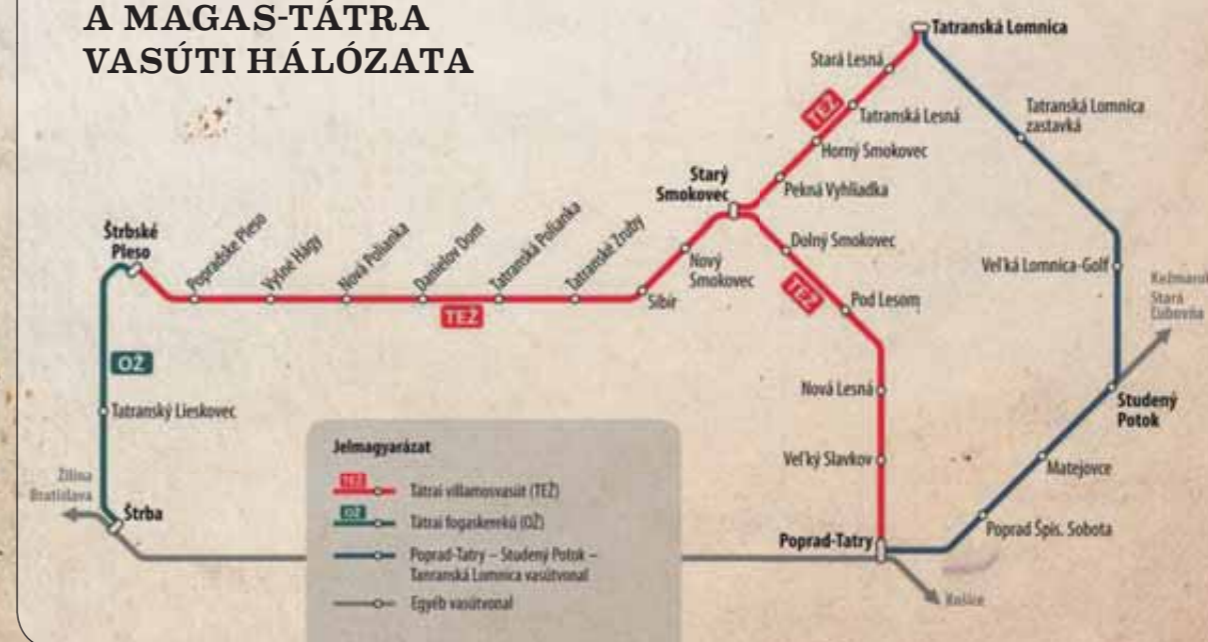 A MAGAS-TÁTRA
VASÚTI HÁLÓZATA
Tatranská Lomnica
Stará Lesná
TEŽ
Tatranská Lesná
Tatranská Lomnica
zastavká
Horný Smokovec
Starý
Smokovec
Pekná Vyhliadka
Štrbské
Pleso
Popradske Pleso
Vyšné Hágy
Nová Polianka
Danielov Dom
Tatranská Polianka
Tatranské Zruby
Sibír
Nový
Smokovec
Dolný Smokovec
TEŽ
Pod Lesom
TEŽ
Veľká Lomnica-Golf
Kežmarok
Stará
Ľubovňa
OŽ
Tatranský Lieskovec
Nová Lesná
Studený
Potok
Veľký Slavkov
Matejovce
Žilina
Bratislava
Štrba
Poprad-Tatry
Poprad Špis. Sobota
Košice
Jelmagyarázat
TEŽ
Tátrai villamosvasút (TEŽ)
OŽ
Tátrai fogaskerekű (OŽ)
Poprad-Tatry – Studený Potok –
Tanranská Lomnica vasútvonal
Egyéb vasútvonal